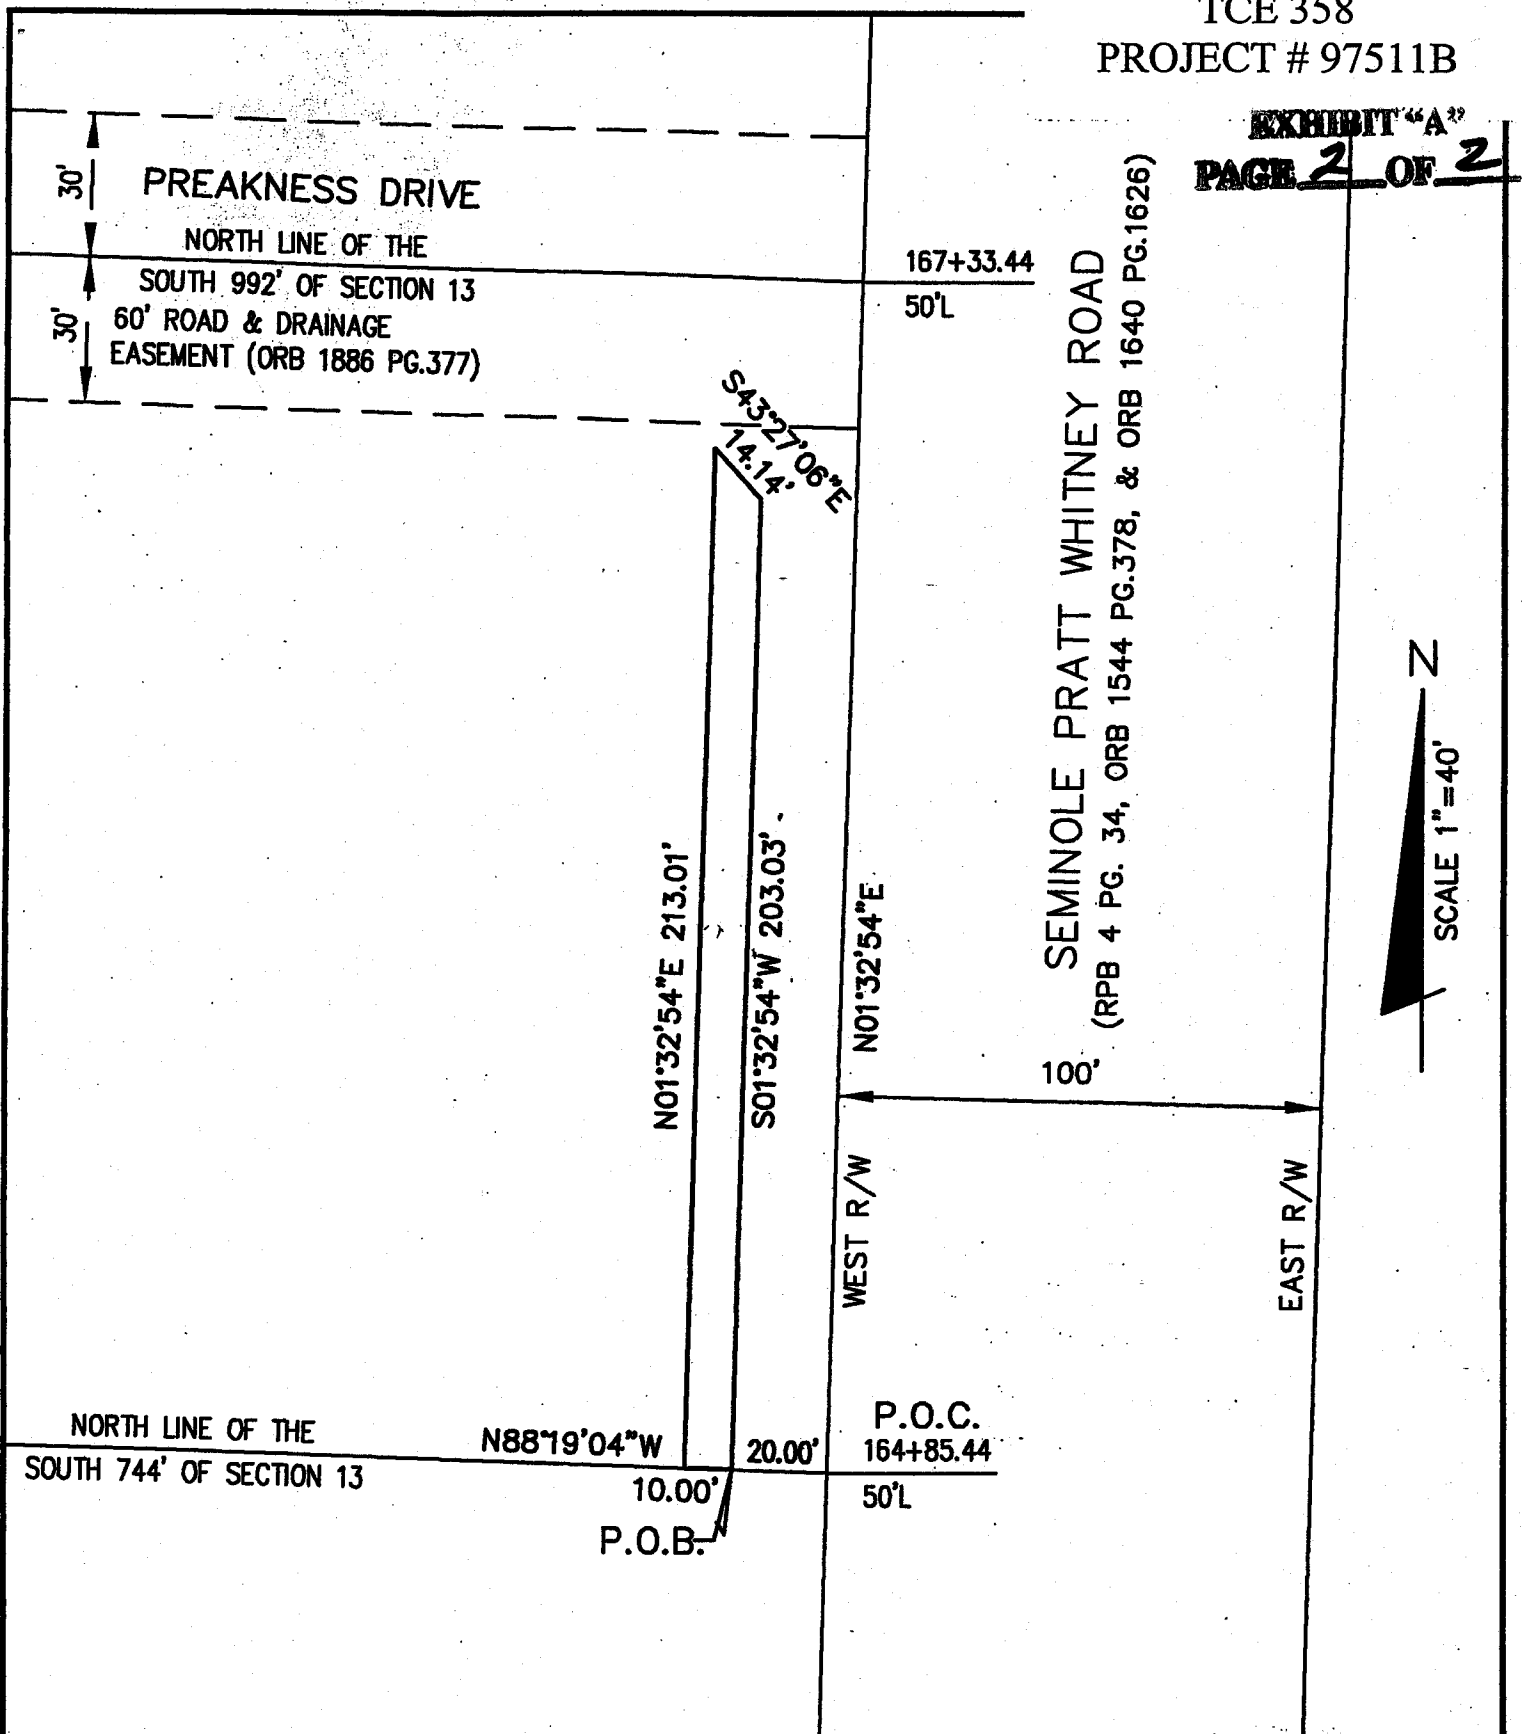 TCE 358
PROJECT # 97511B
EXHIBIT “A”
PAGE 2 OF 2
30'
PREAKNESS DRIVE
NORTH LINE OF THE
SOUTH 992' OF SECTION 13
30'
60' ROAD & DRAINAGE
EASEMENT (ORB 1886 PG.377)
167+33.44
50'L
S43°27'06"E
14.14'
SEMINOLE PRATT WHITNEY ROAD
(RPB 4 PG. 34, ORB 1544 PG.378, & ORB 1640 PG.1626)
N
SCALE 1"=40'
N01°32'54"E 213.01'
S01°32'54"W 203.03'
N01°32'54"E
100'
WEST R/W
EAST R/W
NORTH LINE OF THE
SOUTH 744' OF SECTION 13
N88°19'04"W
20.00'
10.00'
P.O.C.
164+85.44
50'L
P.O.B.